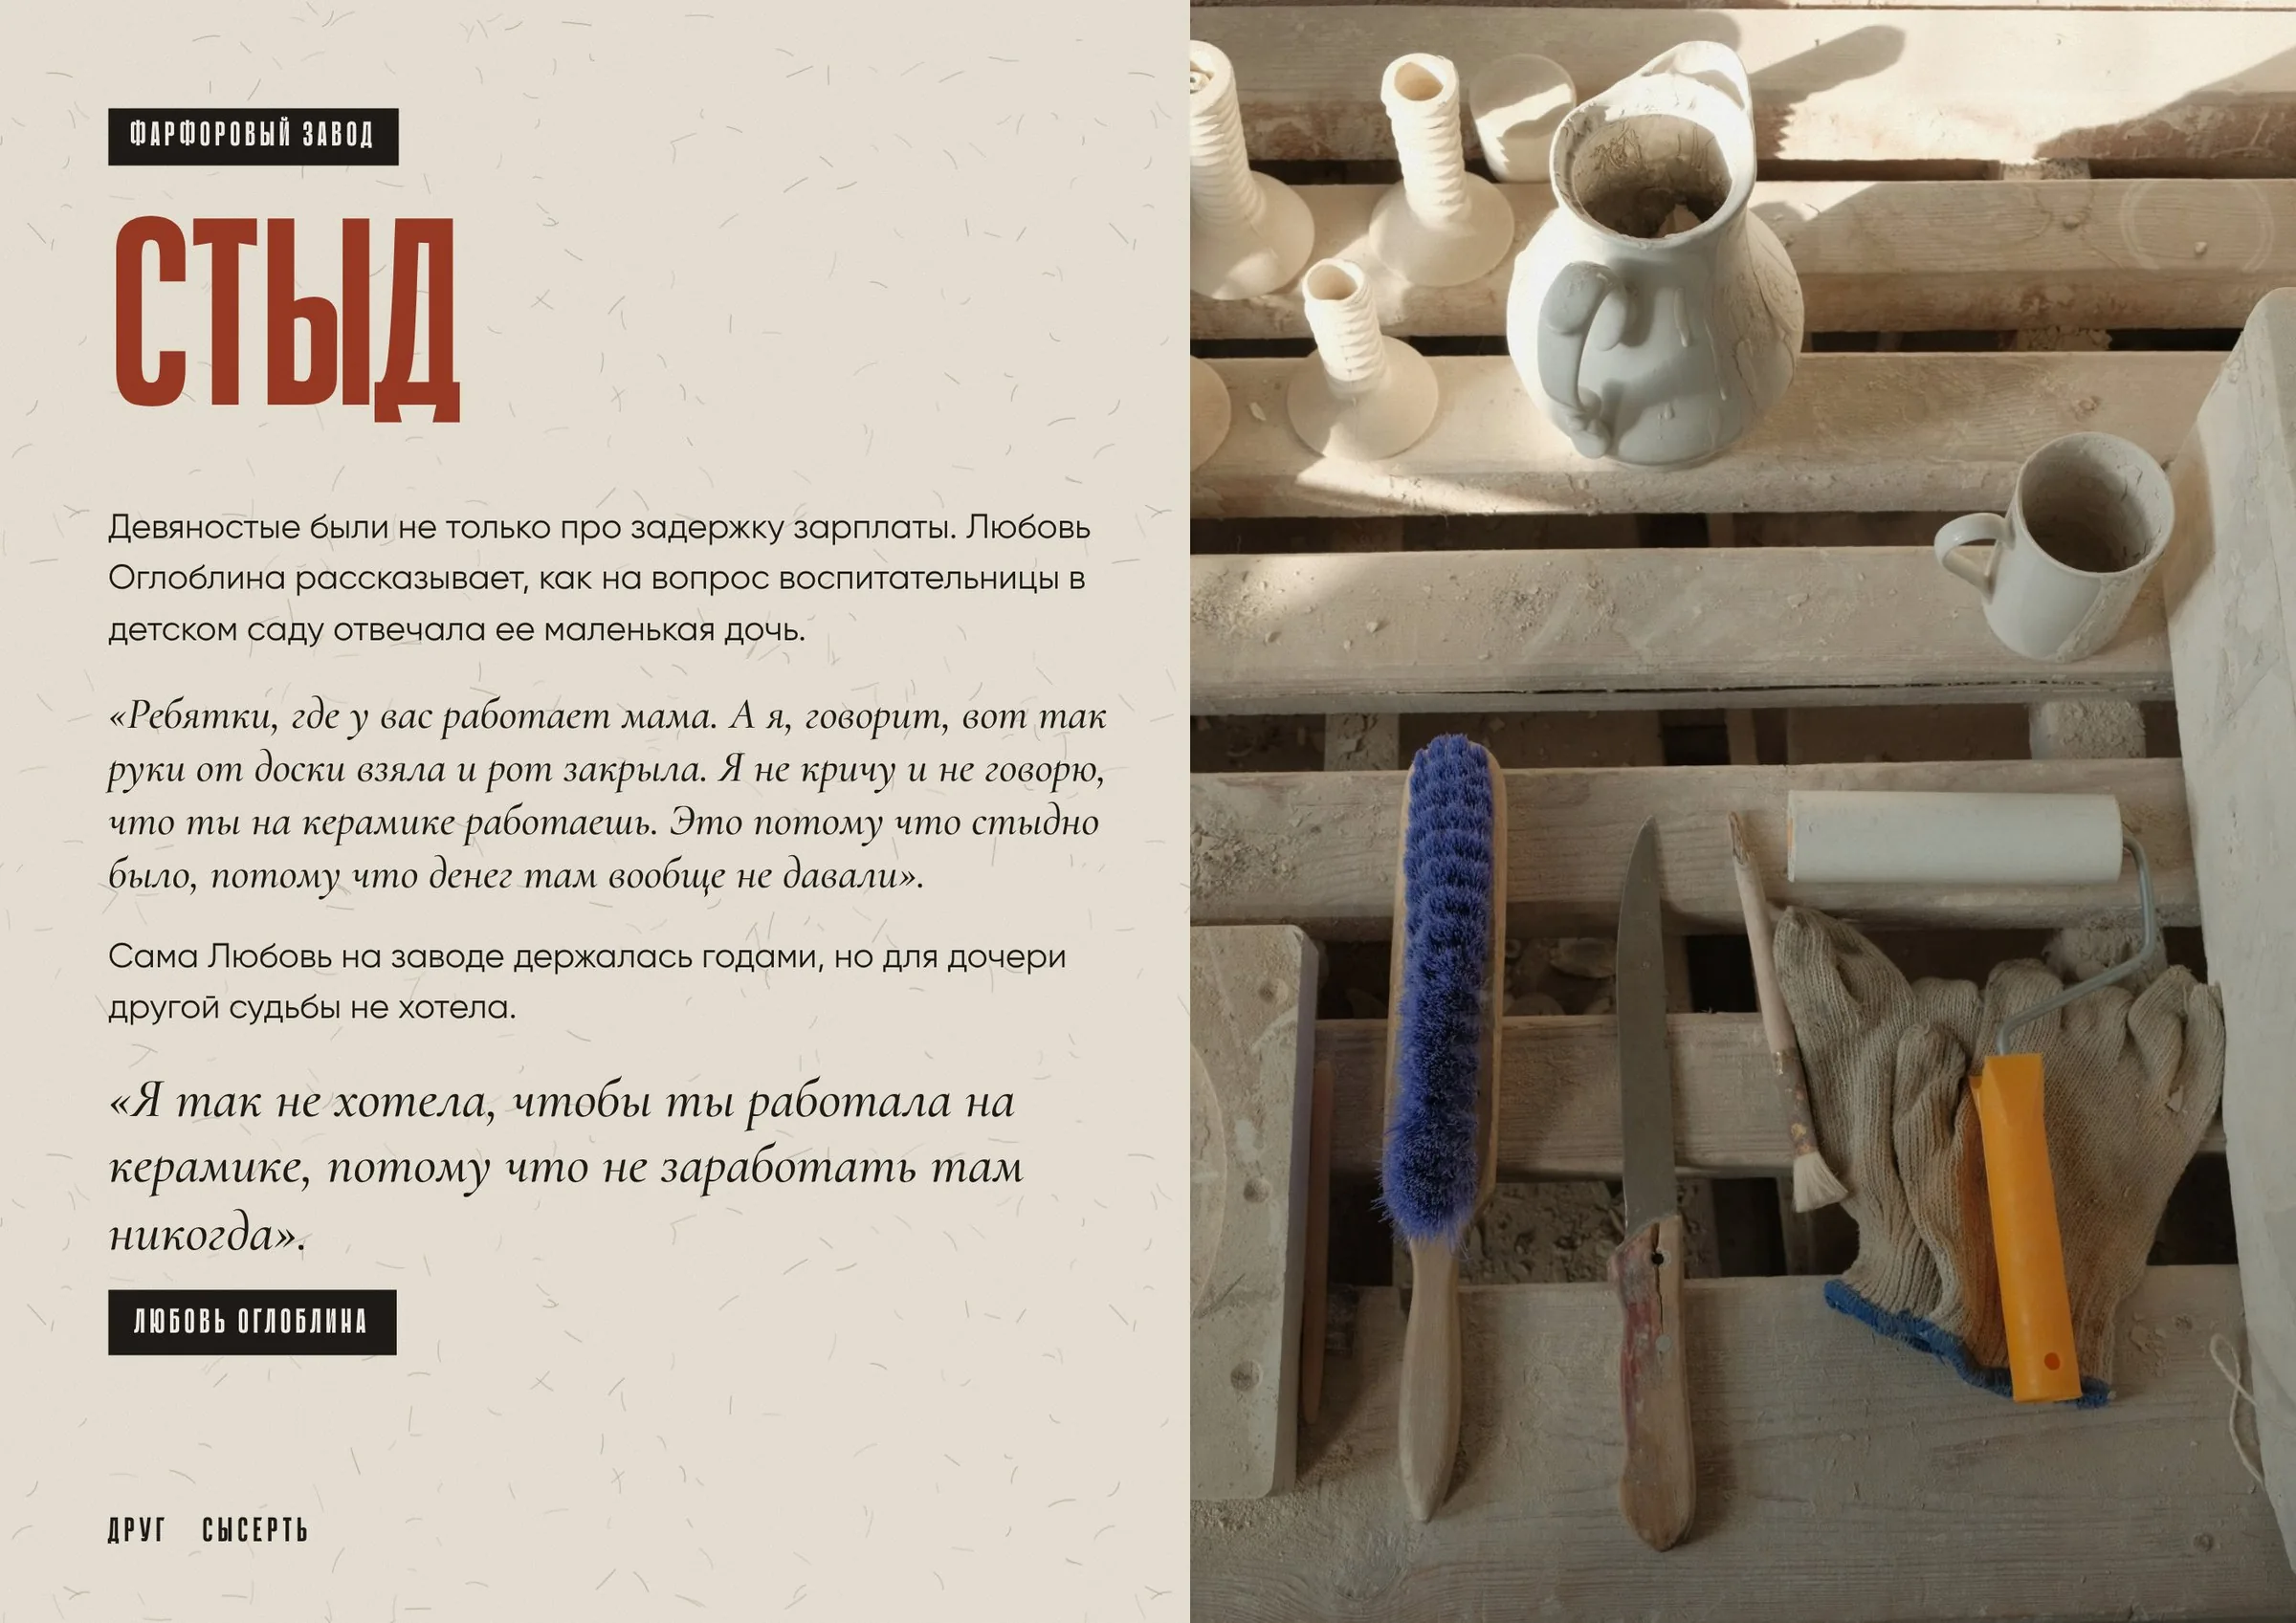 ФАРФОРОВЫЙ ЗАВОД
СТЫД
Девяностые были не только про задержку зарплаты. Любовь
Оглоблина рассказывает, как на вопрос воспитательницы в
детском саду отвечала ее маленькая дочь.
«Ребятки, где у вас работает мама. А я, говорит, вот так
руки от доски взяла и рот закрыла. Я не кричу и не говорю,
что ты на керамике работаешь. Это потому что стыдно
было, потому что денег там вообще не давали».
Сама Любовь на заводе держалась годами, но для дочери
другой судьбы не хотела.
«Я так не хотела, чтобы ты работала на
керамике, потому что не заработать там
никогда».
ЛЮБОВЬ ОГЛОБЛИНА
ДРУГ СЫСЕРТЬ